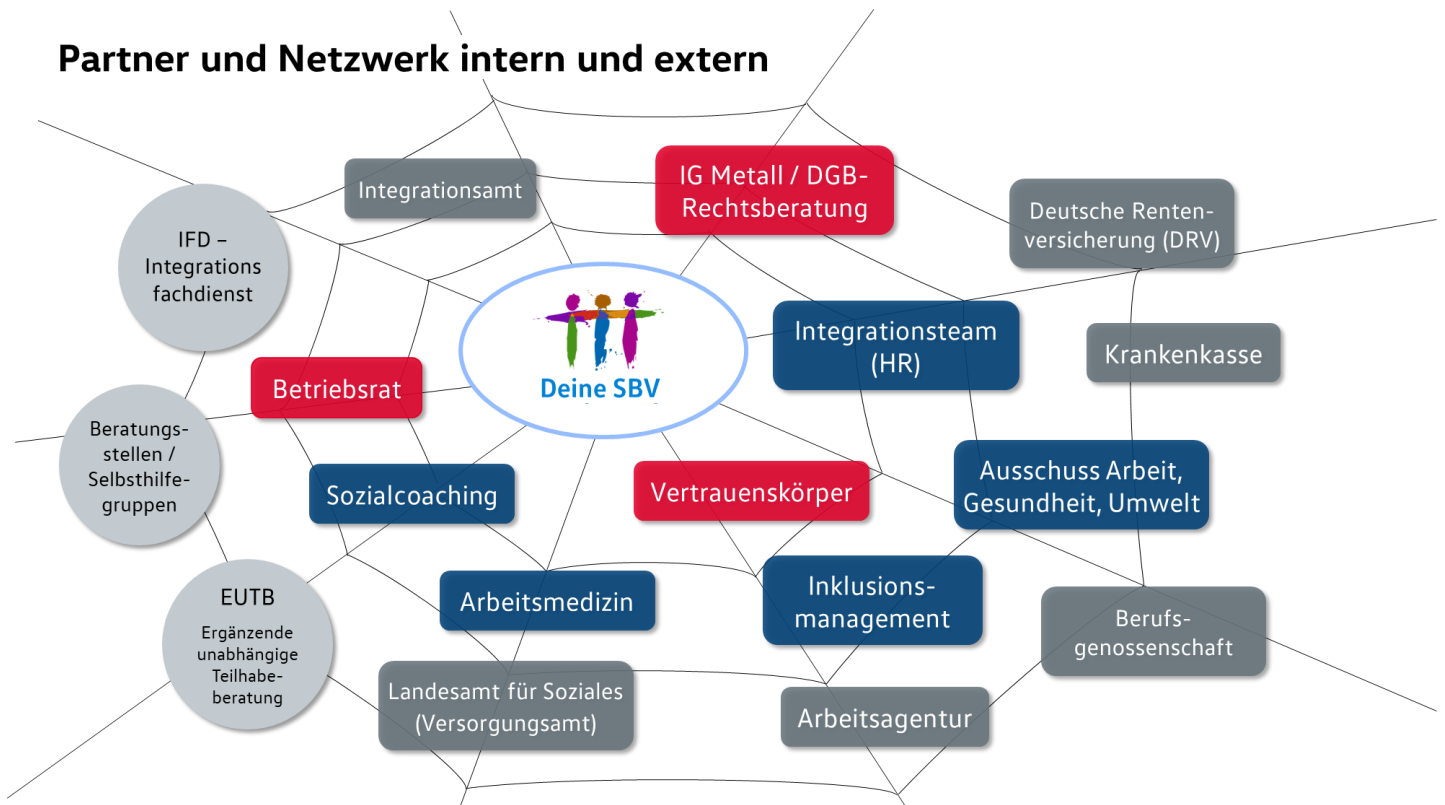 Partner und Netzwerk intern und extern
Integrationsamt
IG Metall / DGB-
Rechtsberatung
Deutsche Renten-
versicherung (DRV)
IFD –
Integrations
fachdienst
Integrationsteam
(HR)
Krankenkasse
Deine SBV
Betriebsrat
Beratungs-
stellen /
Selbsthilfe-
gruppen
Sozialcoaching
Vertrauenskörper
Ausschuss Arbeit,
Gesundheit, Umwelt
EUTB
Ergänzende
unabhängige
Teilhabe-
beratung
Arbeitsmedizin
Inklusions-
management
Berufs-
genossenschaft
Landesamt für Soziales
(Versorgungsamt)
Arbeitsagentur